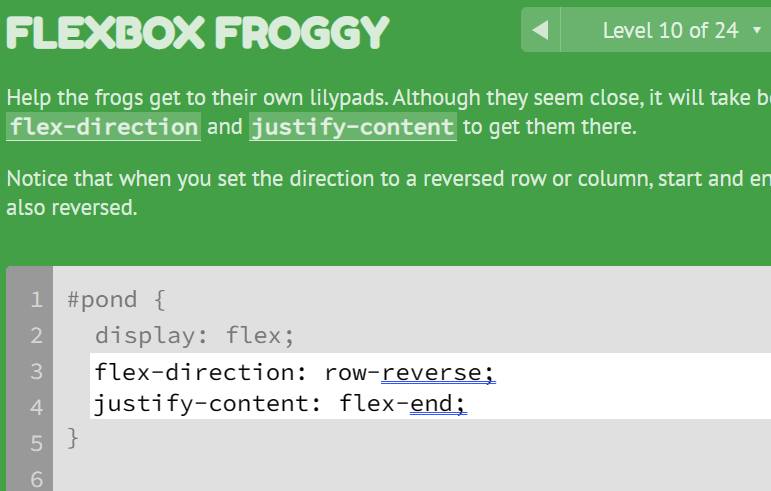 FLEXBOX FROGGY
Level 10 of 24
Help the frogs get to their own lilypads. Although they seem close, it will take
flex-direction and justify-content to get them there.
Notice that when you set the direction to a reversed row or column, start and
also reversed.
1 #pond {
2 display: flex;
3 flex-direction: row-reverse;
4 justify-content: flex-end;
5 }
6